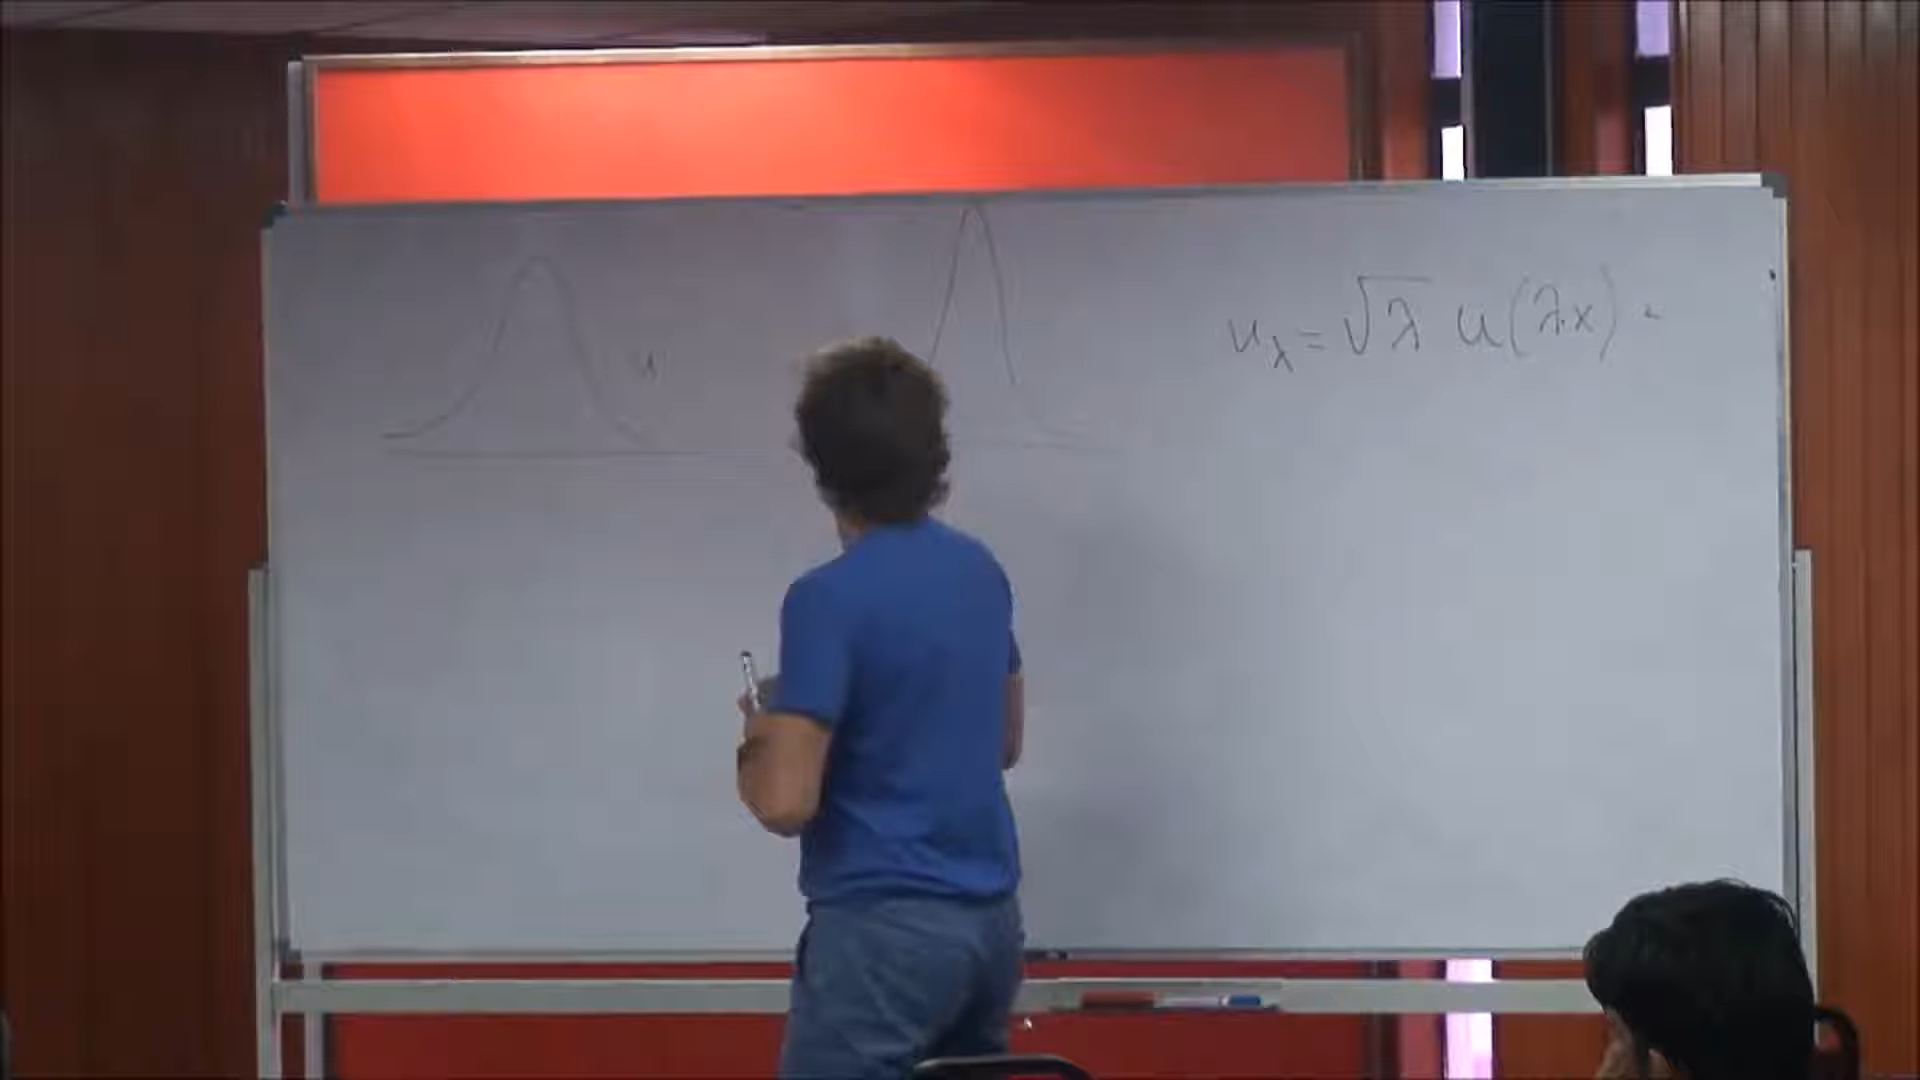 u
u_λ = √λ u(λx)